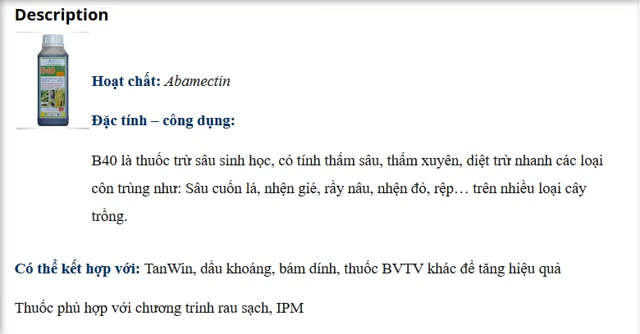 Description
B40
Hoạt chất: Abamectin
Đặc tính – công dụng:
B40 là thuốc trừ sâu sinh học, có tính thấm sâu, thấm xuyên, diệt trừ nhanh các loại
côn trùng như: Sâu cuốn lá, nhện gié, rầy nâu, nhện đỏ, rệp… trên nhiều loại cây
trồng.
Có thể kết hợp với: TanWin, dầu khoáng, bám dính, thuốc BVTV khác để tăng hiệu quả
Thuốc phù hợp với chương trình rau sạch, IPM